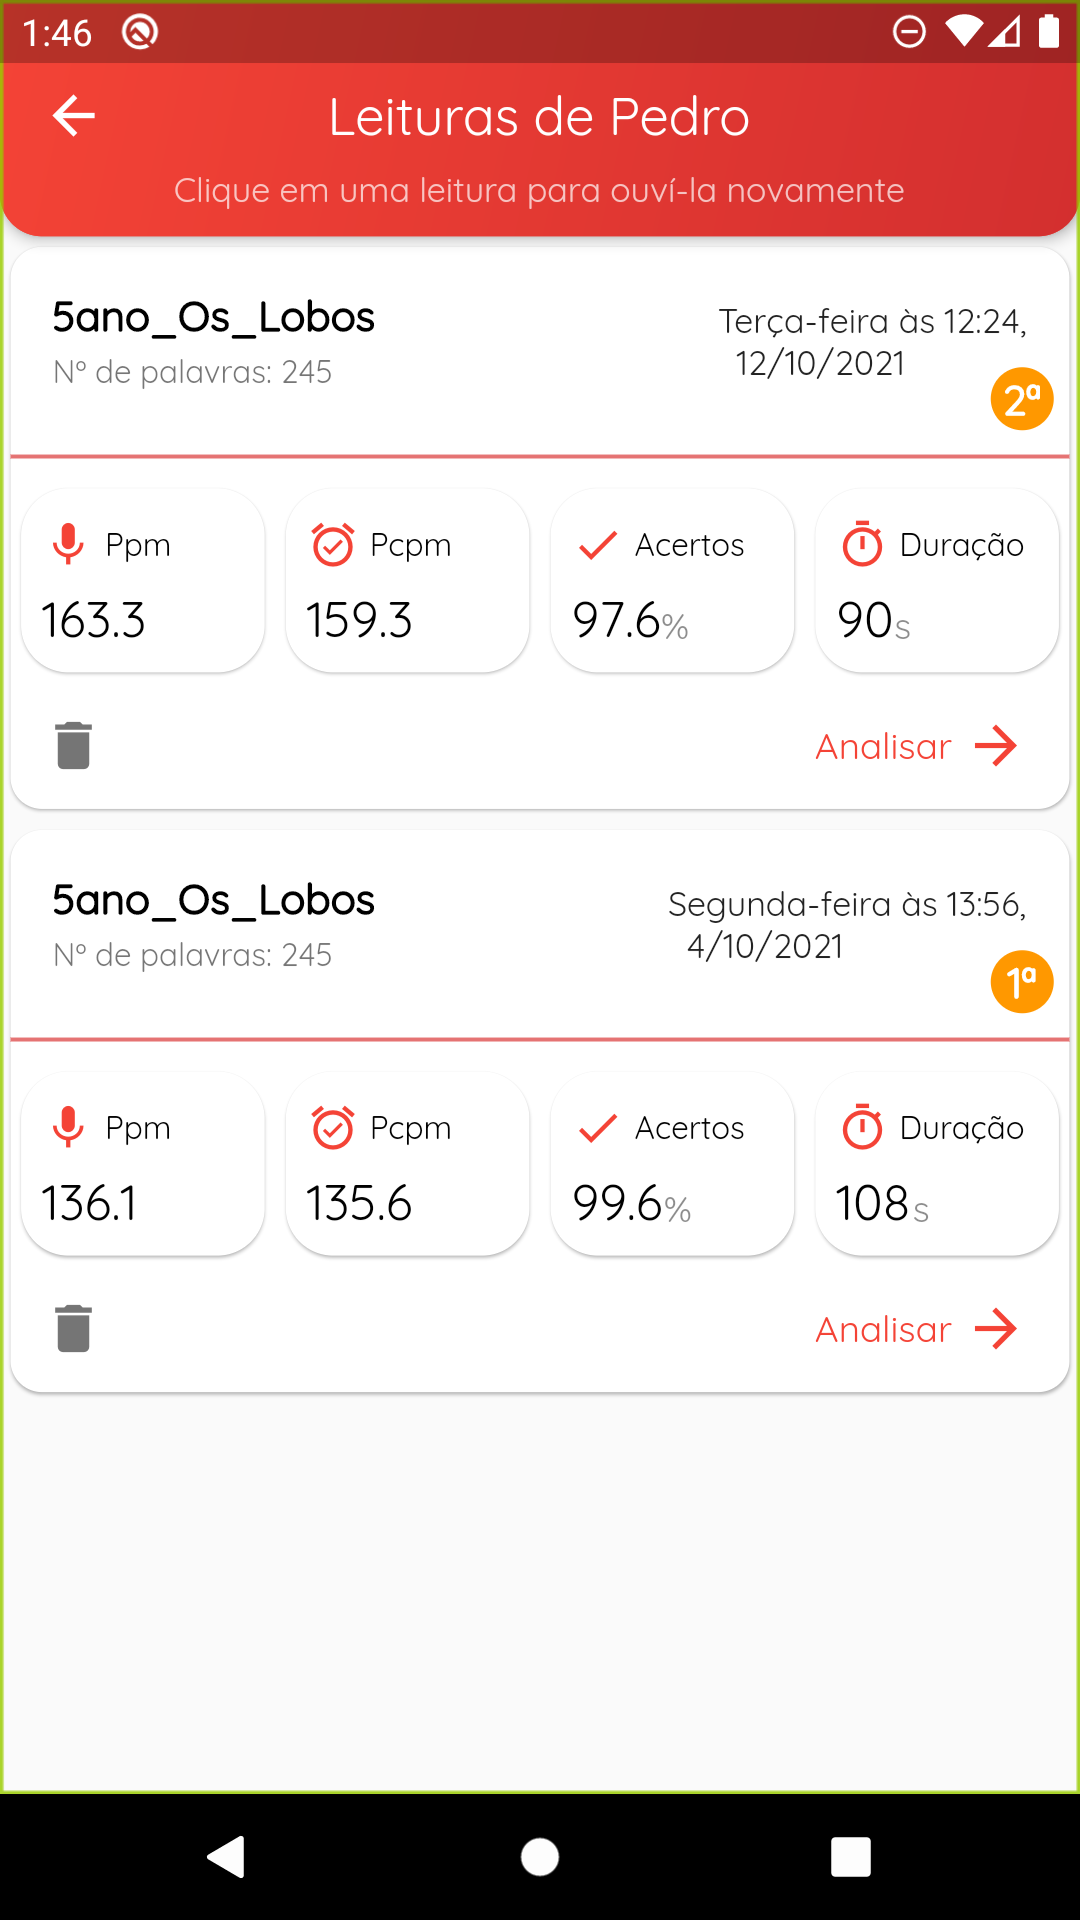 1:46
Leituras de Pedro
Clique em uma leitura para ouví-la novamente
5ano_Os_Lobos
Nº de palavras: 245
Terça-feira às 12:24,
12/10/2021
2ª
Ppm
163.3
Pcpm
159.3
Acertos
97.6%
Duração
90s
Analisar
5ano_Os_Lobos
Nº de palavras: 245
Segunda-feira às 13:56,
4/10/2021
1ª
Ppm
136.1
Pcpm
135.6
Acertos
99.6%
Duração
108s
Analisar